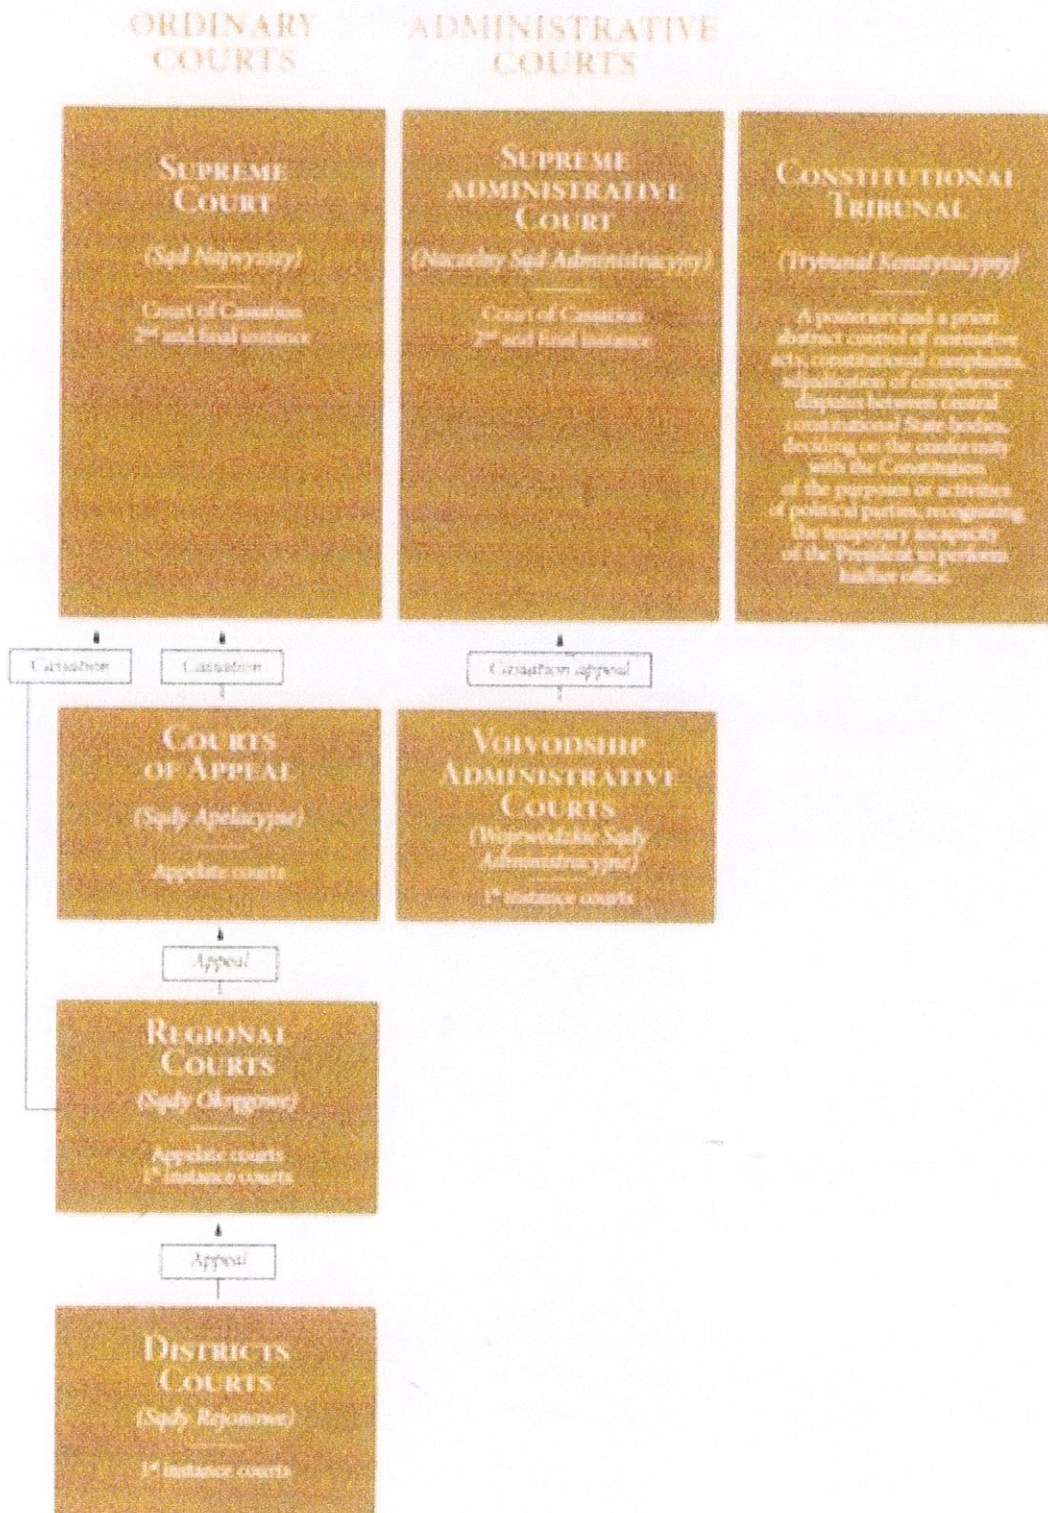 ORDINARY
COURTS
ADMINISTRATIVE
COURTS
SUPREME
COURT
(Sąd Najwyższy)
Court of Cassation
2nd and final instance
SUPREME
ADMINISTRATIVE
COURT
(Naczelny Sąd Administracyjny)
Court of Cassation
2nd and final instance
CONSTITUTIONAL
TRIBUNAL
(Trybunał Konstytucyjny)
A posteriori and a priori
abstract control of normative
acts, constitutional complaints,
adjudication of competence
disputes between central
constitutional State bodies,
deciding on the conformity
with the Constitution
of the purposes or activities
of political parties, recognising
the temporary incapacity
of the President to perform
his/her office.
Cassation
Cassation
Cassation appeal
COURTS
OF APPEAL
(Sądy Apelacyjne)
Appelate courts
VOIVODSHIP
ADMINISTRATIVE
COURTS
(Wojewódzkie Sądy
Administracyjne)
1st instance courts
Appeal
REGIONAL
COURTS
(Sądy Okręgowe)
Appelate courts
1st instance courts
Appeal
DISTRICTS
COURTS
(Sądy Rejonowe)
1st instance courts